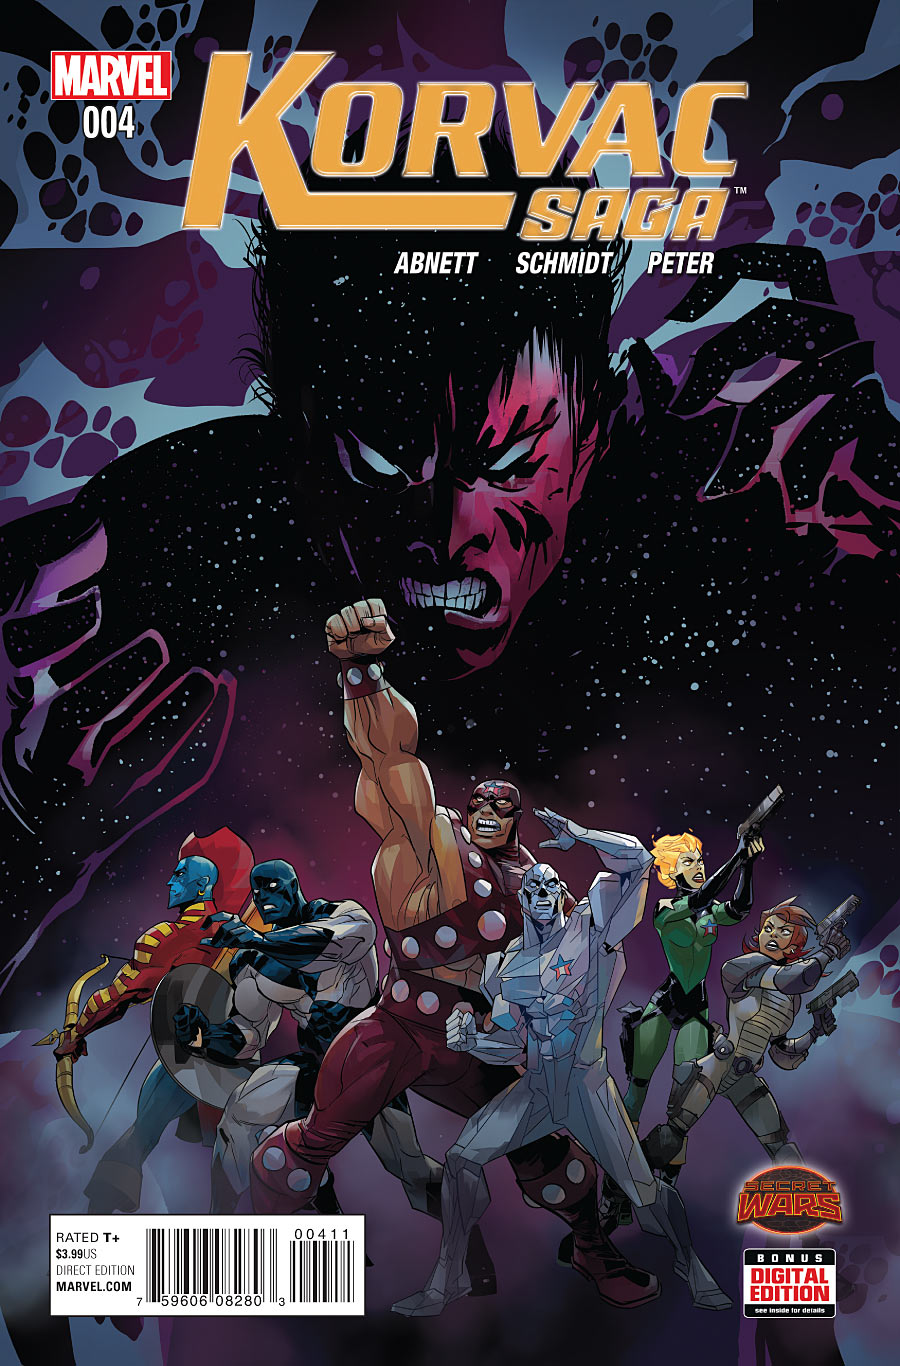 MARVEL
004
KORVAC
SAGA™
ABNETT SCHMIDT PETER
SECRET
WARS
RATED T+
$3.99US
DIRECT EDITION
MARVEL.COM
00411
7 59606 08280 3
BONUS
DIGITAL
EDITION
see inside for details